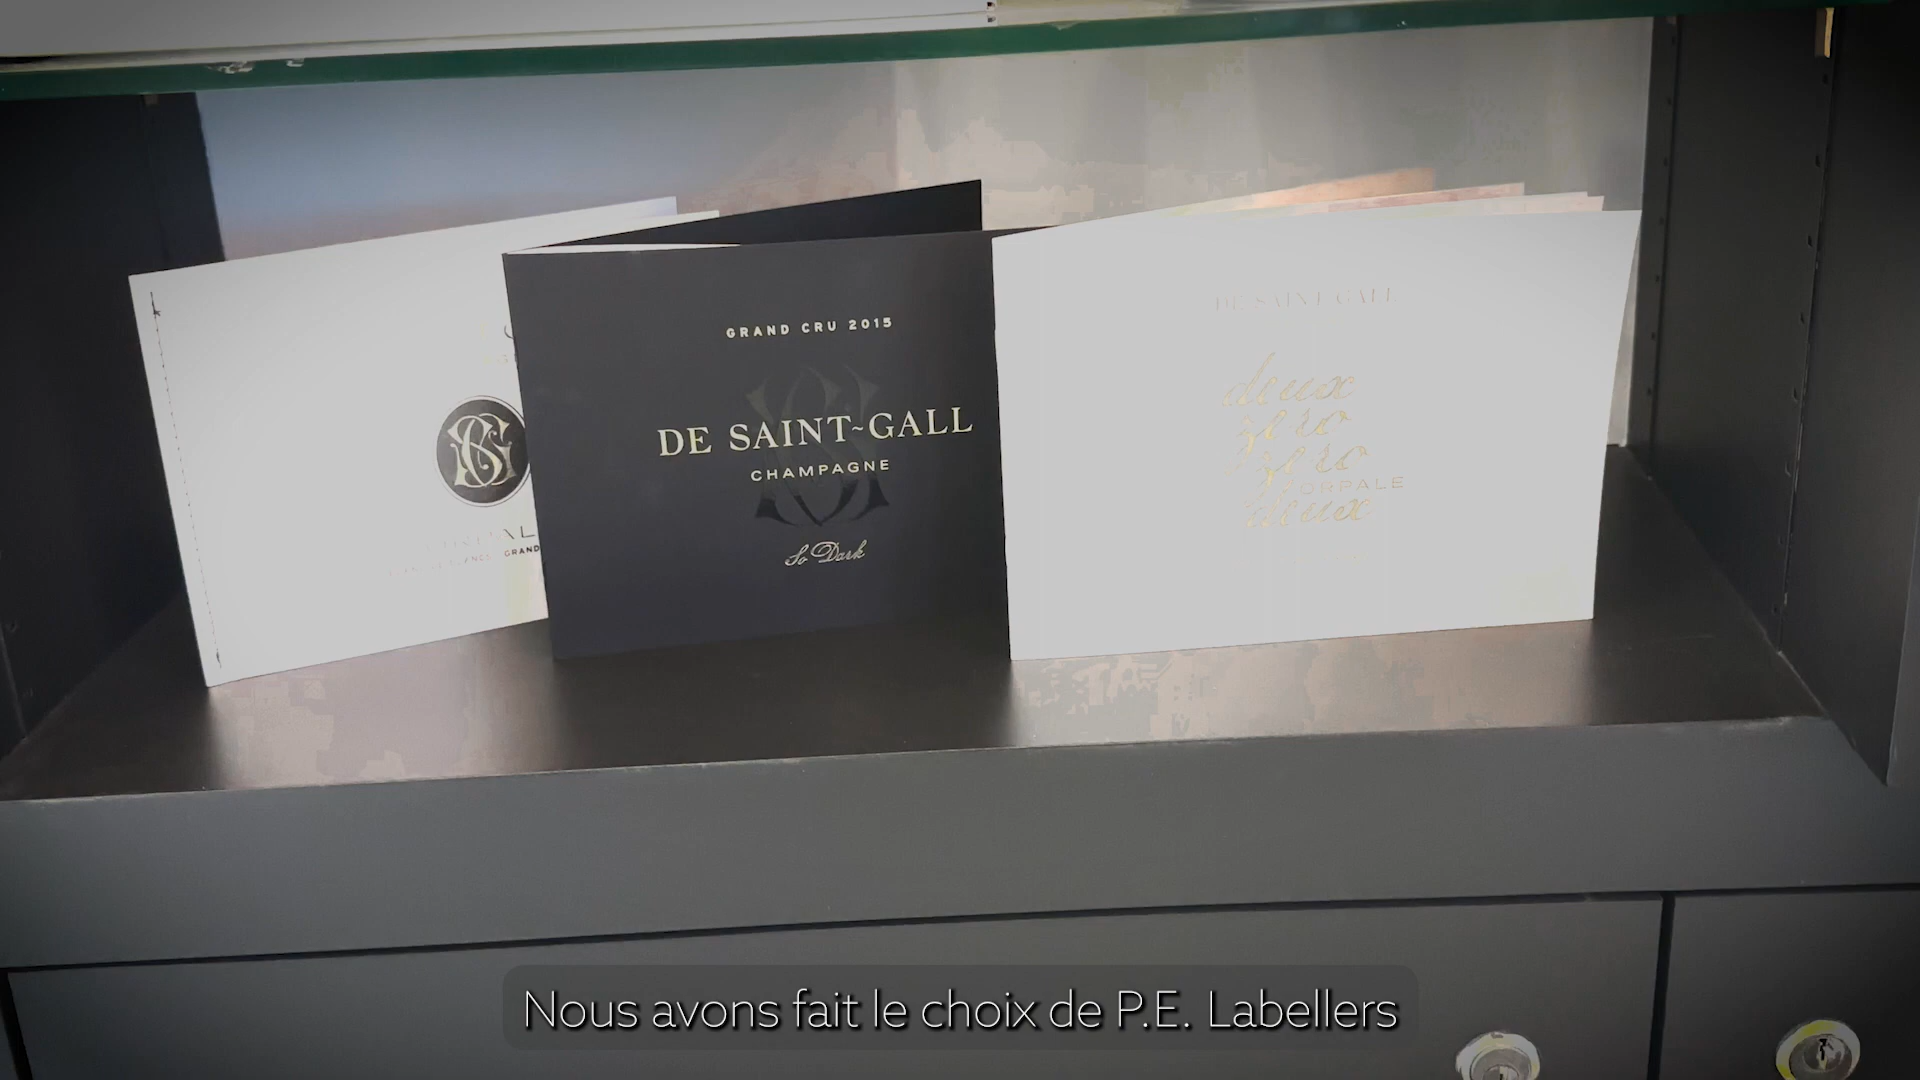 GRAND
GRAND CRU 2015
DE SAINT~GALL
CHAMPAGNE
So Dark
DE SAINT-GALL
deux
zero
zero
ORPALE
deux
Nous avons fait le choix de P.E. Labellers